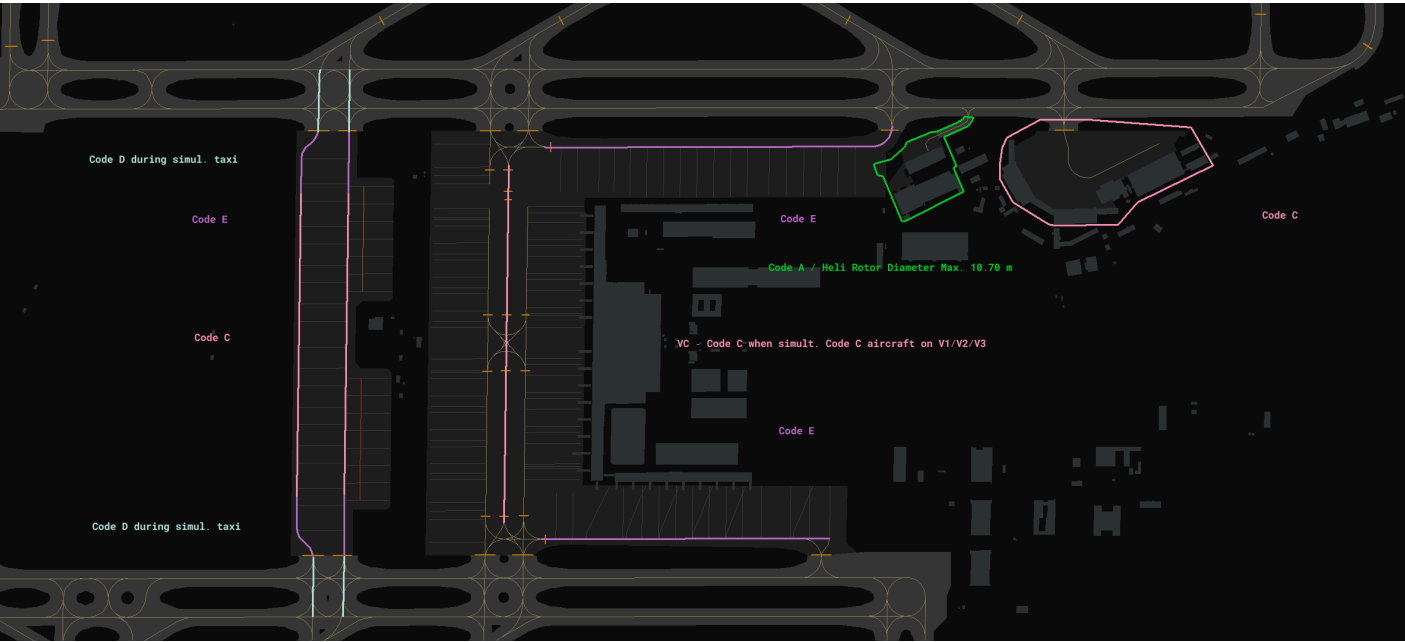 Code D during simul. taxi
Code E
Code E
Code C
Code A / Heli Rotor Diameter Max. 10.70 m
Code C
VC - Code C when simult. Code C aircraft on V1/V2/V3
Code E
Code D during simul. taxi